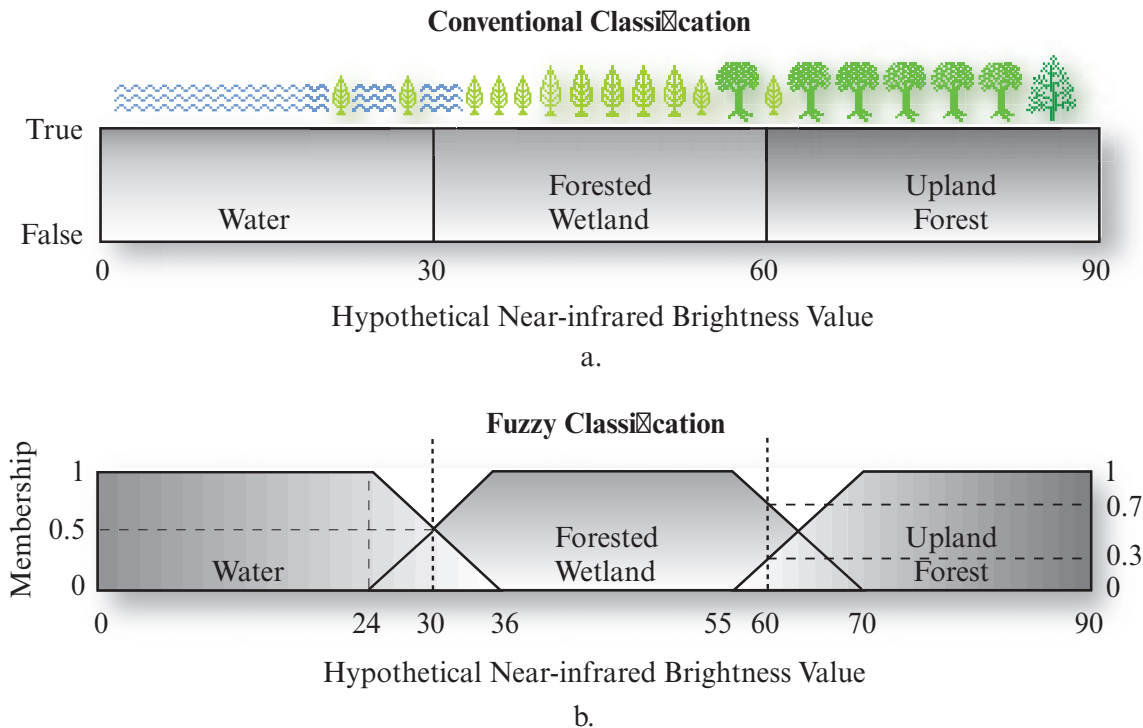 Conventional Classi☒cation
True
False
Water
Forested
Wetland
Upland
Forest
0 30 60 90
Hypothetical Near-infrared Brightness Value
a.
Fuzzy Classi☒cation
Membership
1
0.5
0
Water
Forested
Wetland
Upland
Forest
1
0.7
0.3
0
0 24 30 36 55 60 70 90
Hypothetical Near-infrared Brightness Value
b.